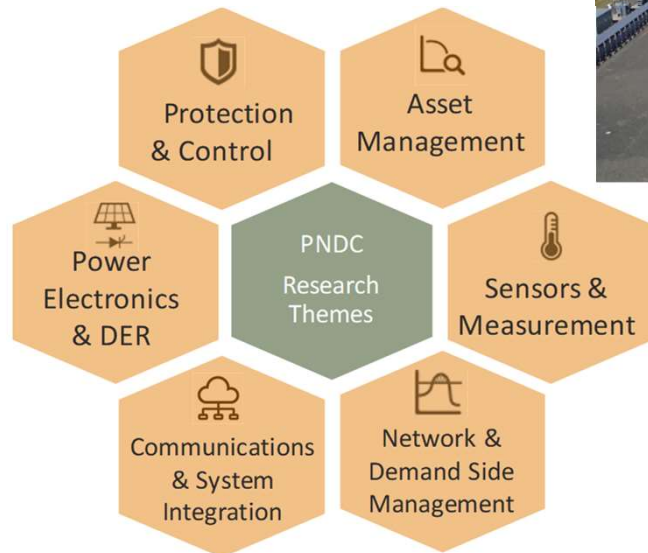 Protection
& Control
Asset
Management
Power
Electronics
& DER
PNDC
Research
Themes
Sensors &
Measurement
Communications
& System
Integration
Network &
Demand Side
Management